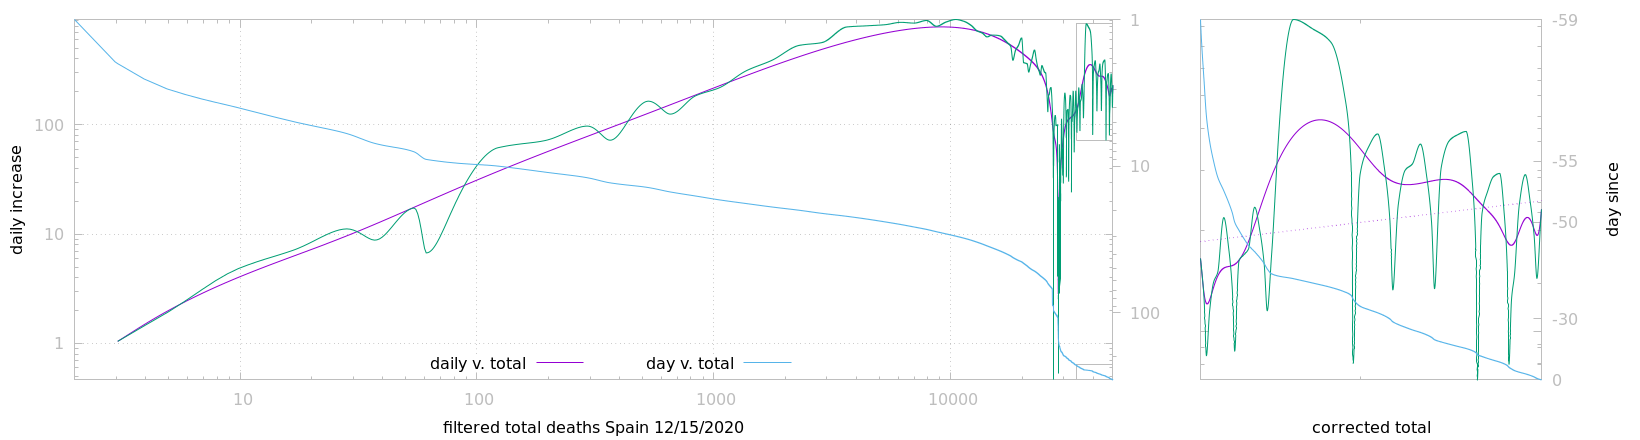 daily increase
100
10
1
10
100
1000
10000
1
10
100
daily v. total
day v. total
filtered total deaths Spain 12/15/2020
-59
-55
-50
-30
0
day since
corrected total